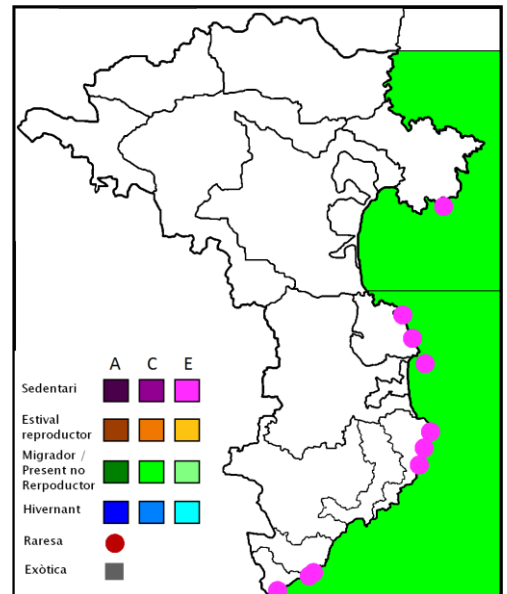 A C E
Sedentari
Estival
reproductor
Migrador /
Present no
Rerpoductor
Hivernant
Raresa
Exòtica